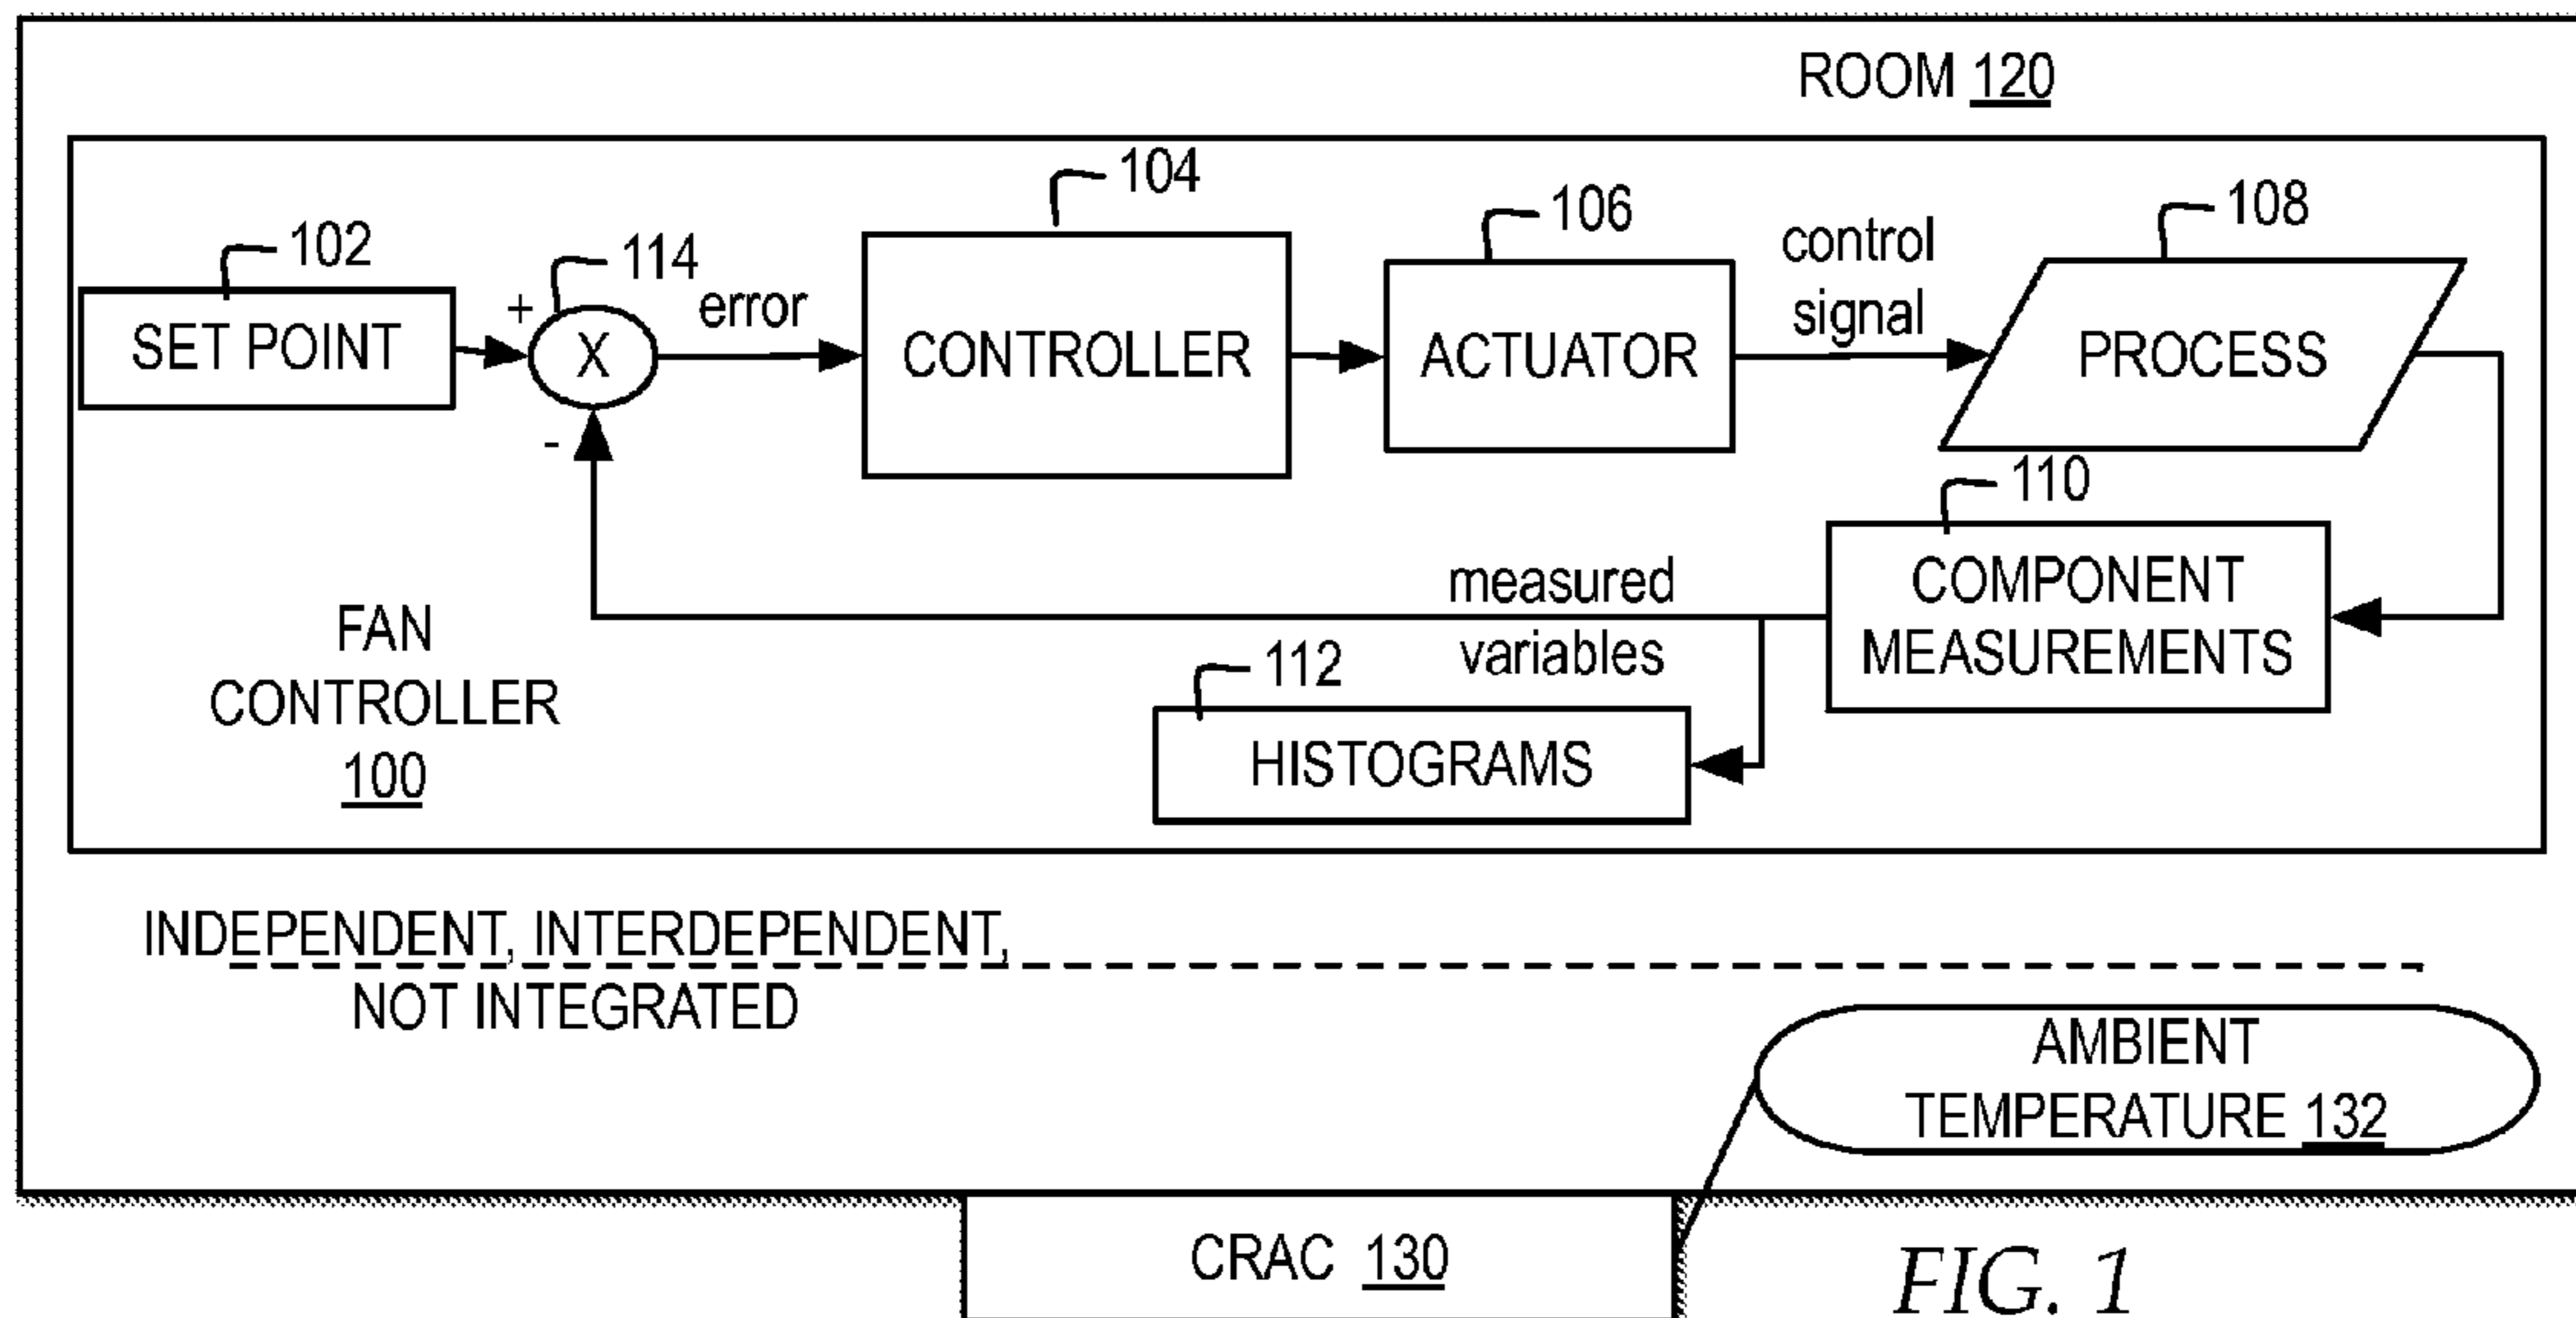 ROOM 120
104
106
108
102
114
control
signal
error
+
SET POINT
X
CONTROLLER
ACTUATOR
PROCESS
-
110
measured
variables
COMPONENT
MEASUREMENTS
FAN
CONTROLLER
100
112
HISTOGRAMS
INDEPENDENT, INTERDEPENDENT,
NOT INTEGRATED
AMBIENT
TEMPERATURE 132
CRAC 130
FIG. 1